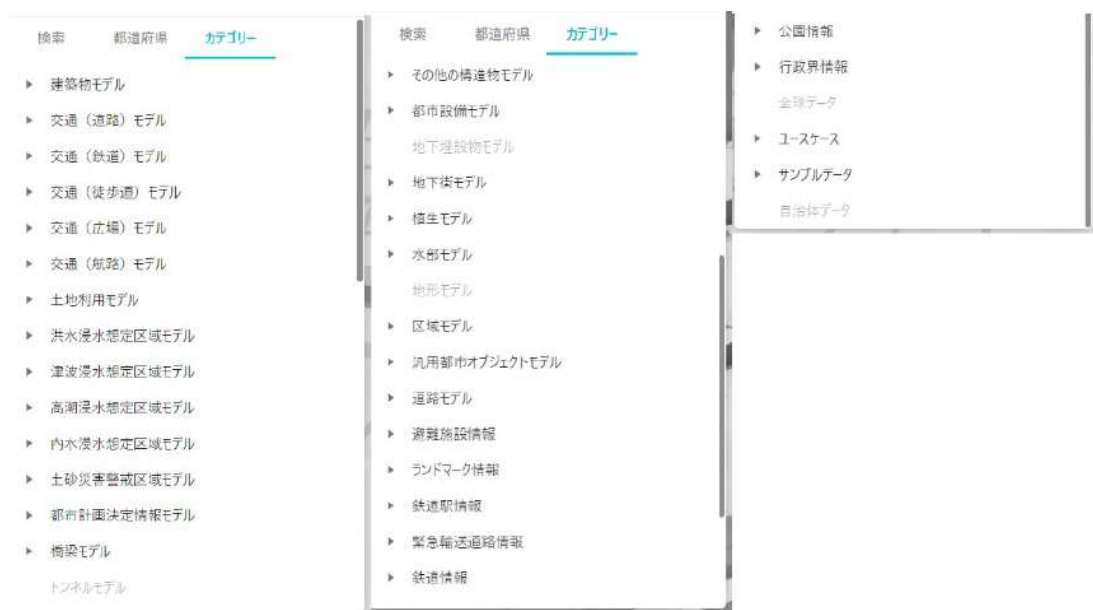 検索 都道府県 カテゴリー
建築物モデル
交通（道路）モデル
交通（鉄道）モデル
交通（徒歩道）モデル
交通（広場）モデル
交通（航路）モデル
土地利用モデル
洪水浸水想定区域モデル
津波浸水想定区域モデル
高潮浸水想定区域モデル
内水浸水想定区域モデル
土砂災害警戒区域モデル
都市計画決定情報モデル
橋梁モデル
トンネルモデル
検索 都道府県 カテゴリー
その他の構造物モデル
都市設備モデル
地下埋設物モデル
地下街モデル
植生モデル
水部モデル
地形モデル
区域モデル
汎用都市オブジェクトモデル
道路モデル
避難施設情報
ランドマーク情報
鉄道駅情報
緊急輸送道路情報
鉄道情報
公園情報
行政界情報
全球データ
ユースケース
サンプルデータ
自治体データ